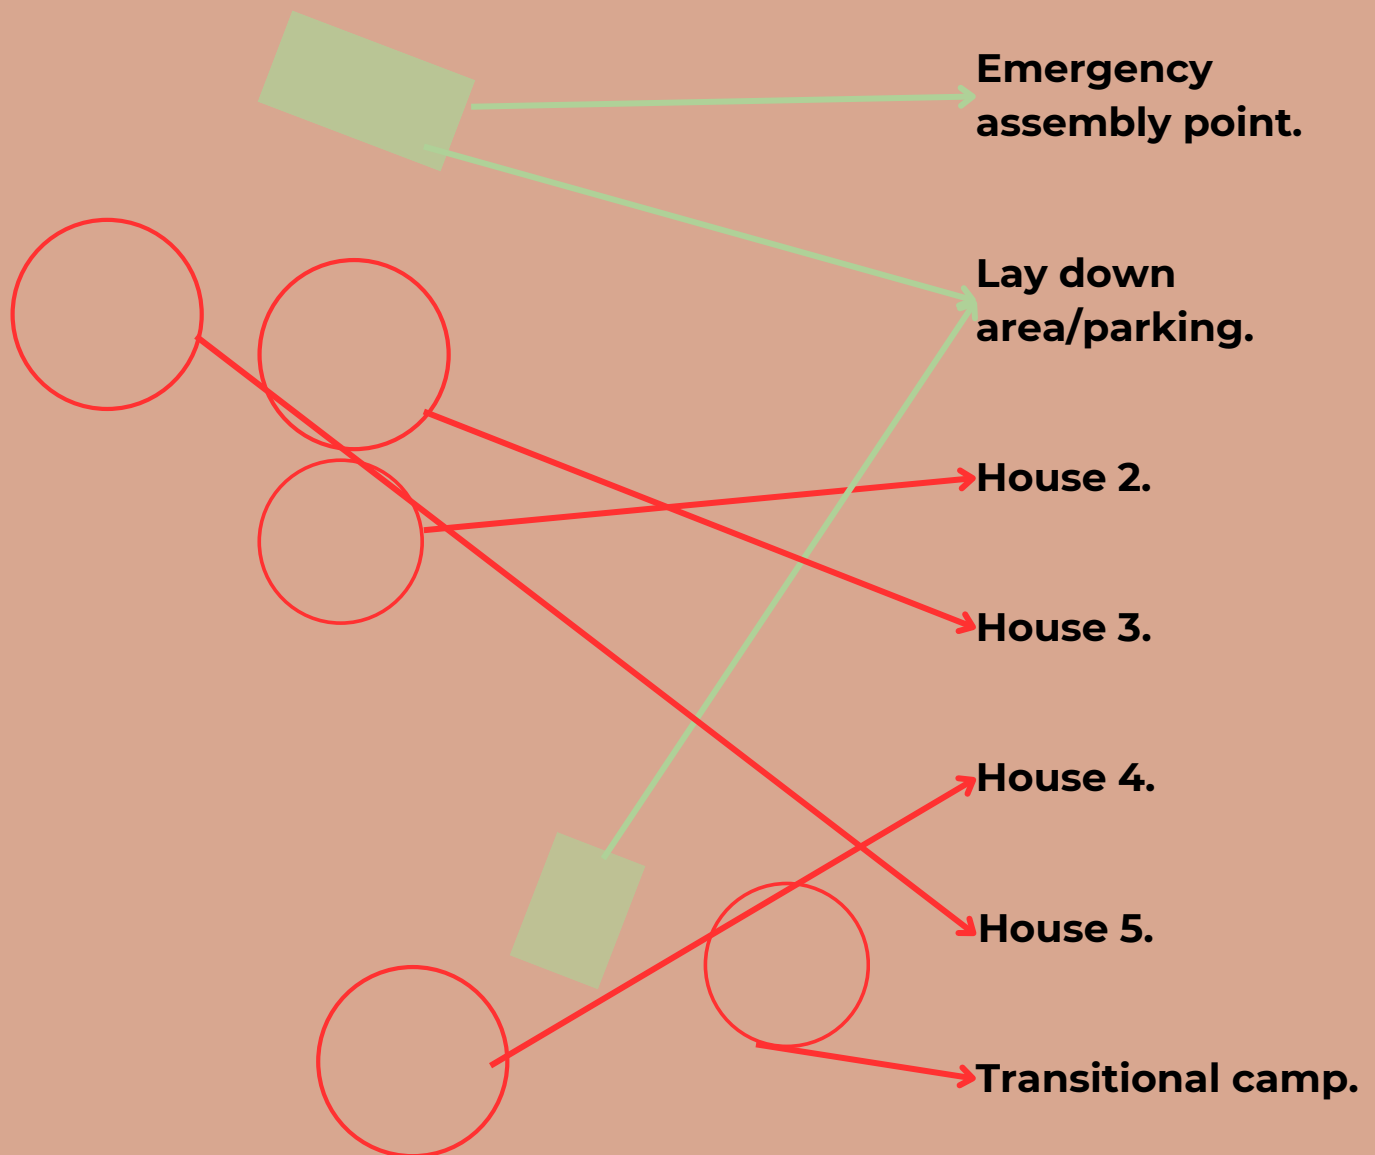 Emergency
assembly point.
Lay down
area/parking.
House 2.
House 3.
House 4.
House 5.
Transitional camp.